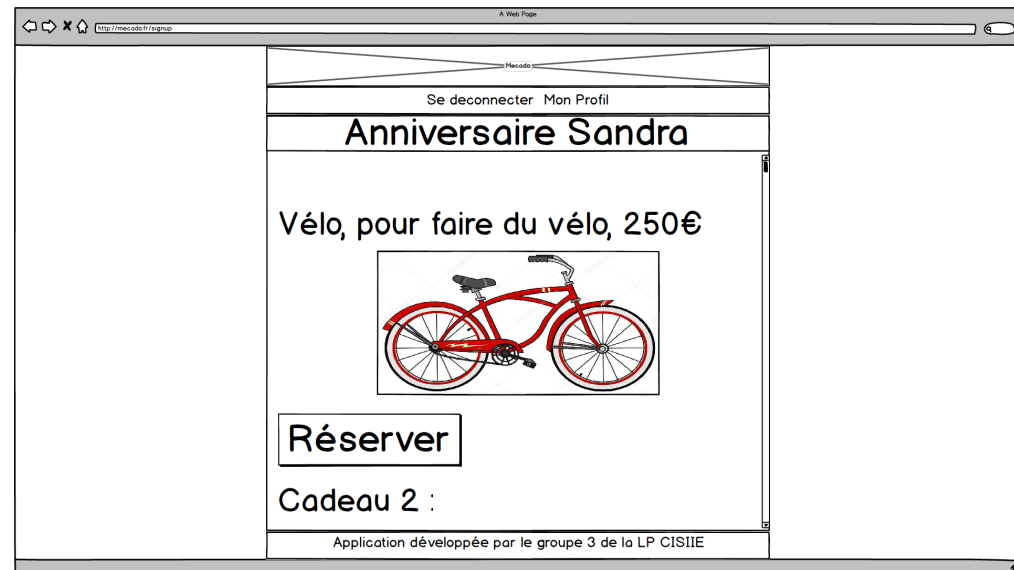 A Web Page
http://mecado.fr/signup
Mecado
Se deconnecter Mon Profil
Anniversaire Sandra
Vélo, pour faire du vélo, 250€
Réserver
Cadeau 2 :
Application développée par le groupe 3 de la LP CISIIE